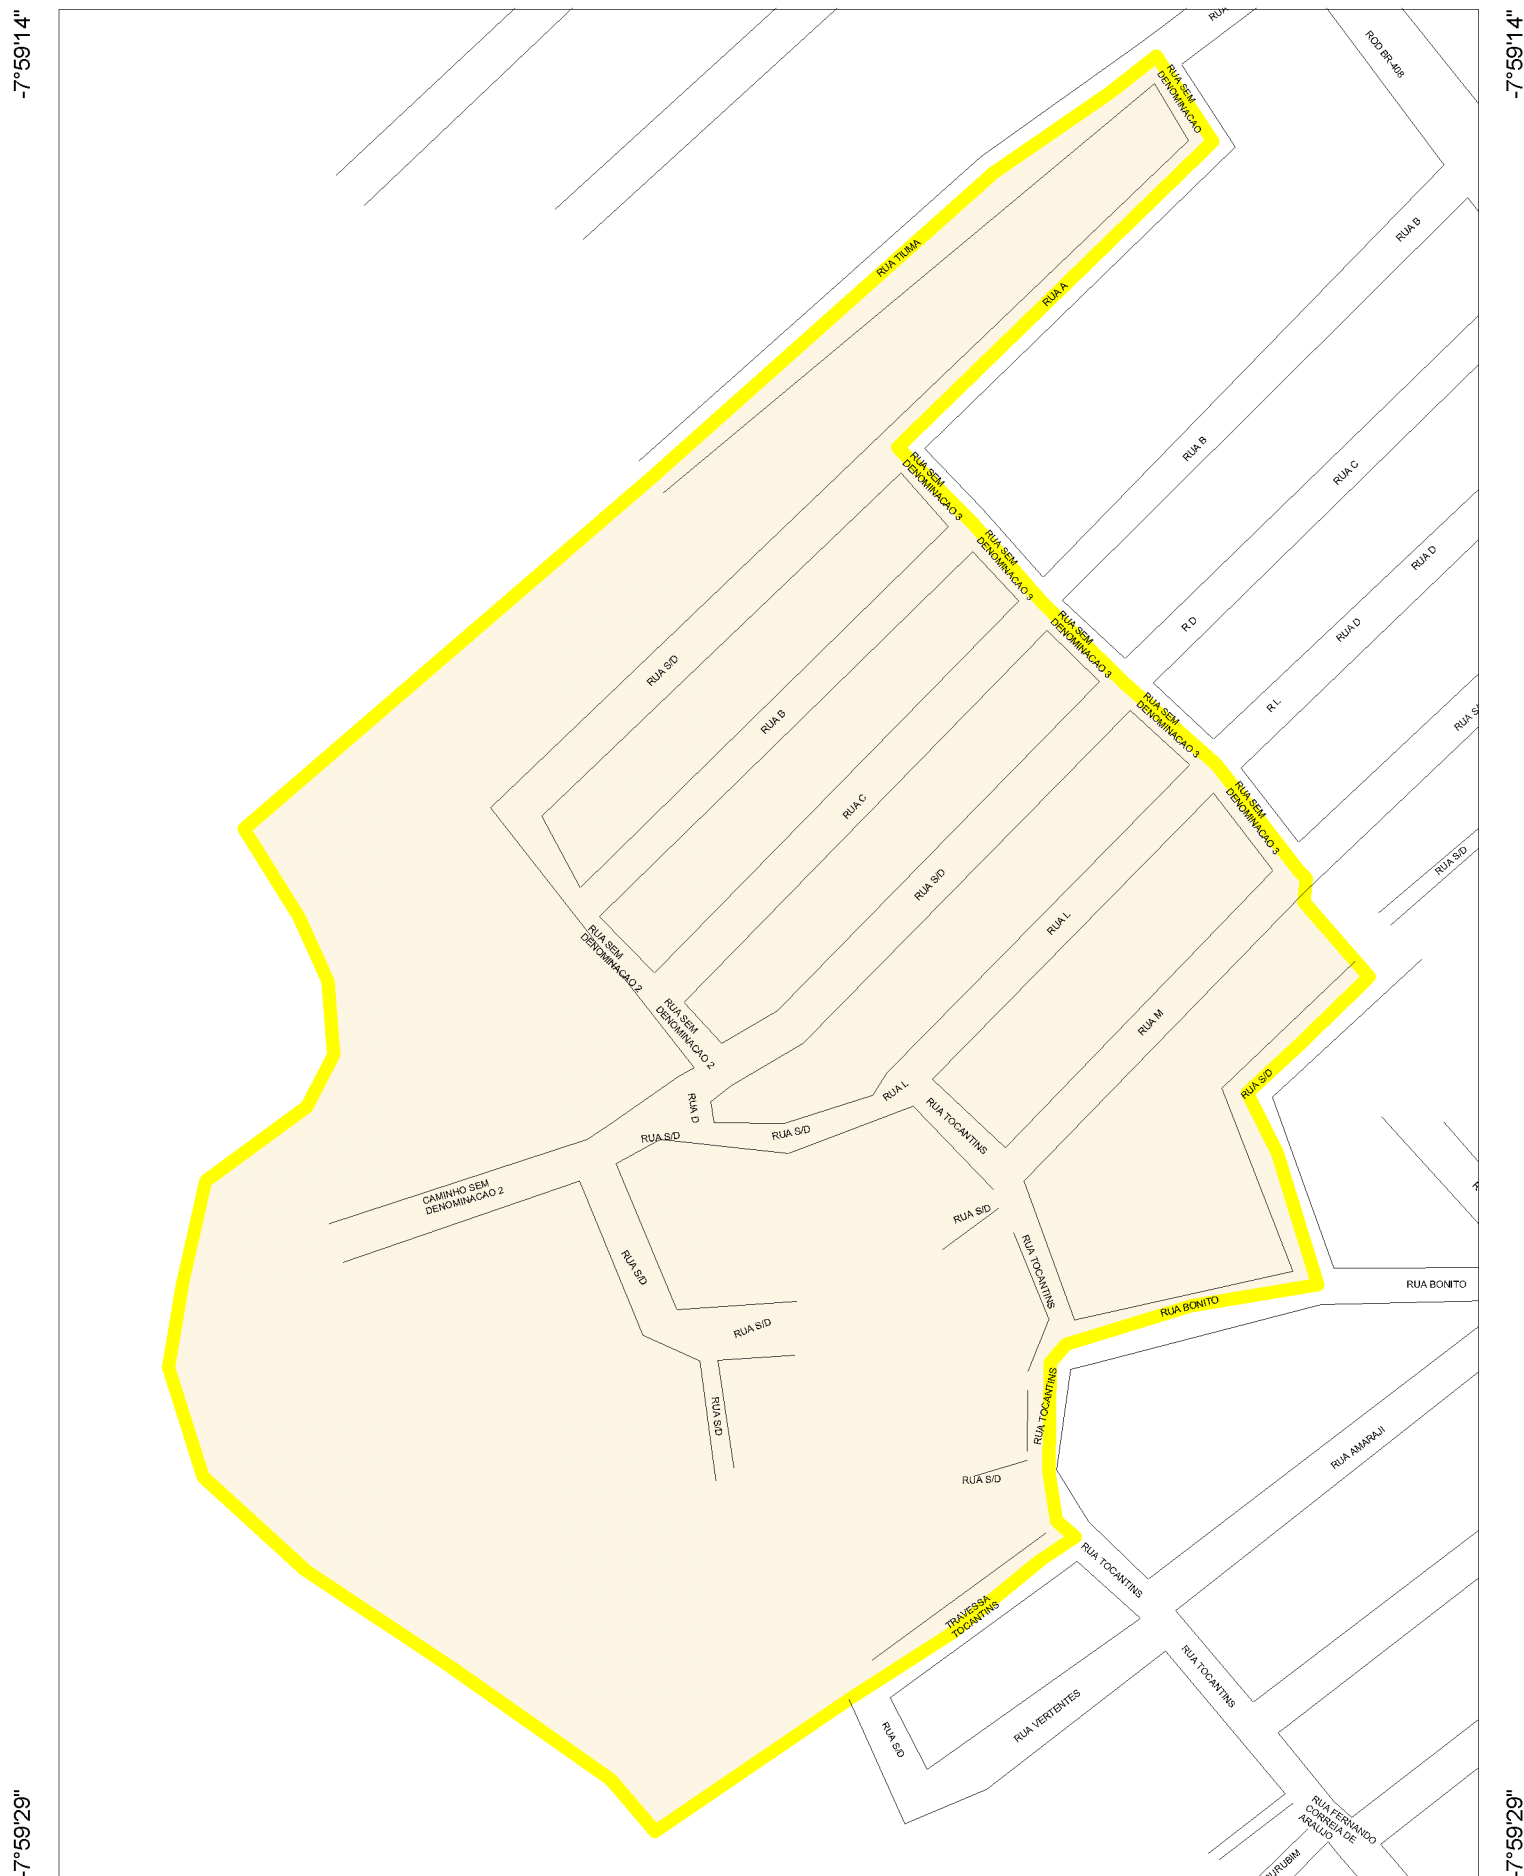 -7°59'14"
-7°59'14"
RUA
ROD BR-408
RUA SEM
DENOMINACAO
RUA B
RUA TIUMA
RUA A
RUA B
RUA C
RUA SEM
DENOMINACAO 3
RUA SEM
DENOMINACAO 3
RUA D
RUA SEM
DENOMINACAO 3
R D
RUA D
RUA S/D
RUA B
RUA SEM
DENOMINACAO 3
R L
RUA S/
RUA C
RUA SEM
DENOMINACAO 3
RUA S/D
RUA S/D
RUA L
RUA SEM
DENOMINACAO 2
RUA SEM
DENOMINACAO 2
RUA M
RUA S/D
RUA L
RUA D
RUA S/D
RUA S/D
RUA TOCANTINS
CAMINHO SEM
DENOMINACAO 2
RUA S/D
RUA S/D
RUA TOCANTINS
RUA BONITO
RUA BONITO
RUA S/D
RUA S/D
RUA TOCANTINS
RUA AMARAJI
RUA S/D
RUA TOCANTINS
TRAVESSA
TOCANTINS
RUA TOCANTINS
RUA VERTENTES
RUA S/D
RUA FERNANDO
CORREIA DE
ARAUJO
URUBIM
-7°59'29"
-7°59'29"